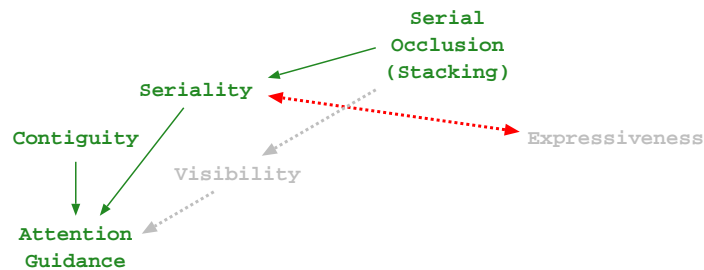 Serial
Occlusion
(Stacking)
Seriality
Contiguity
Expressiveness
Visibility
Attention
Guidance